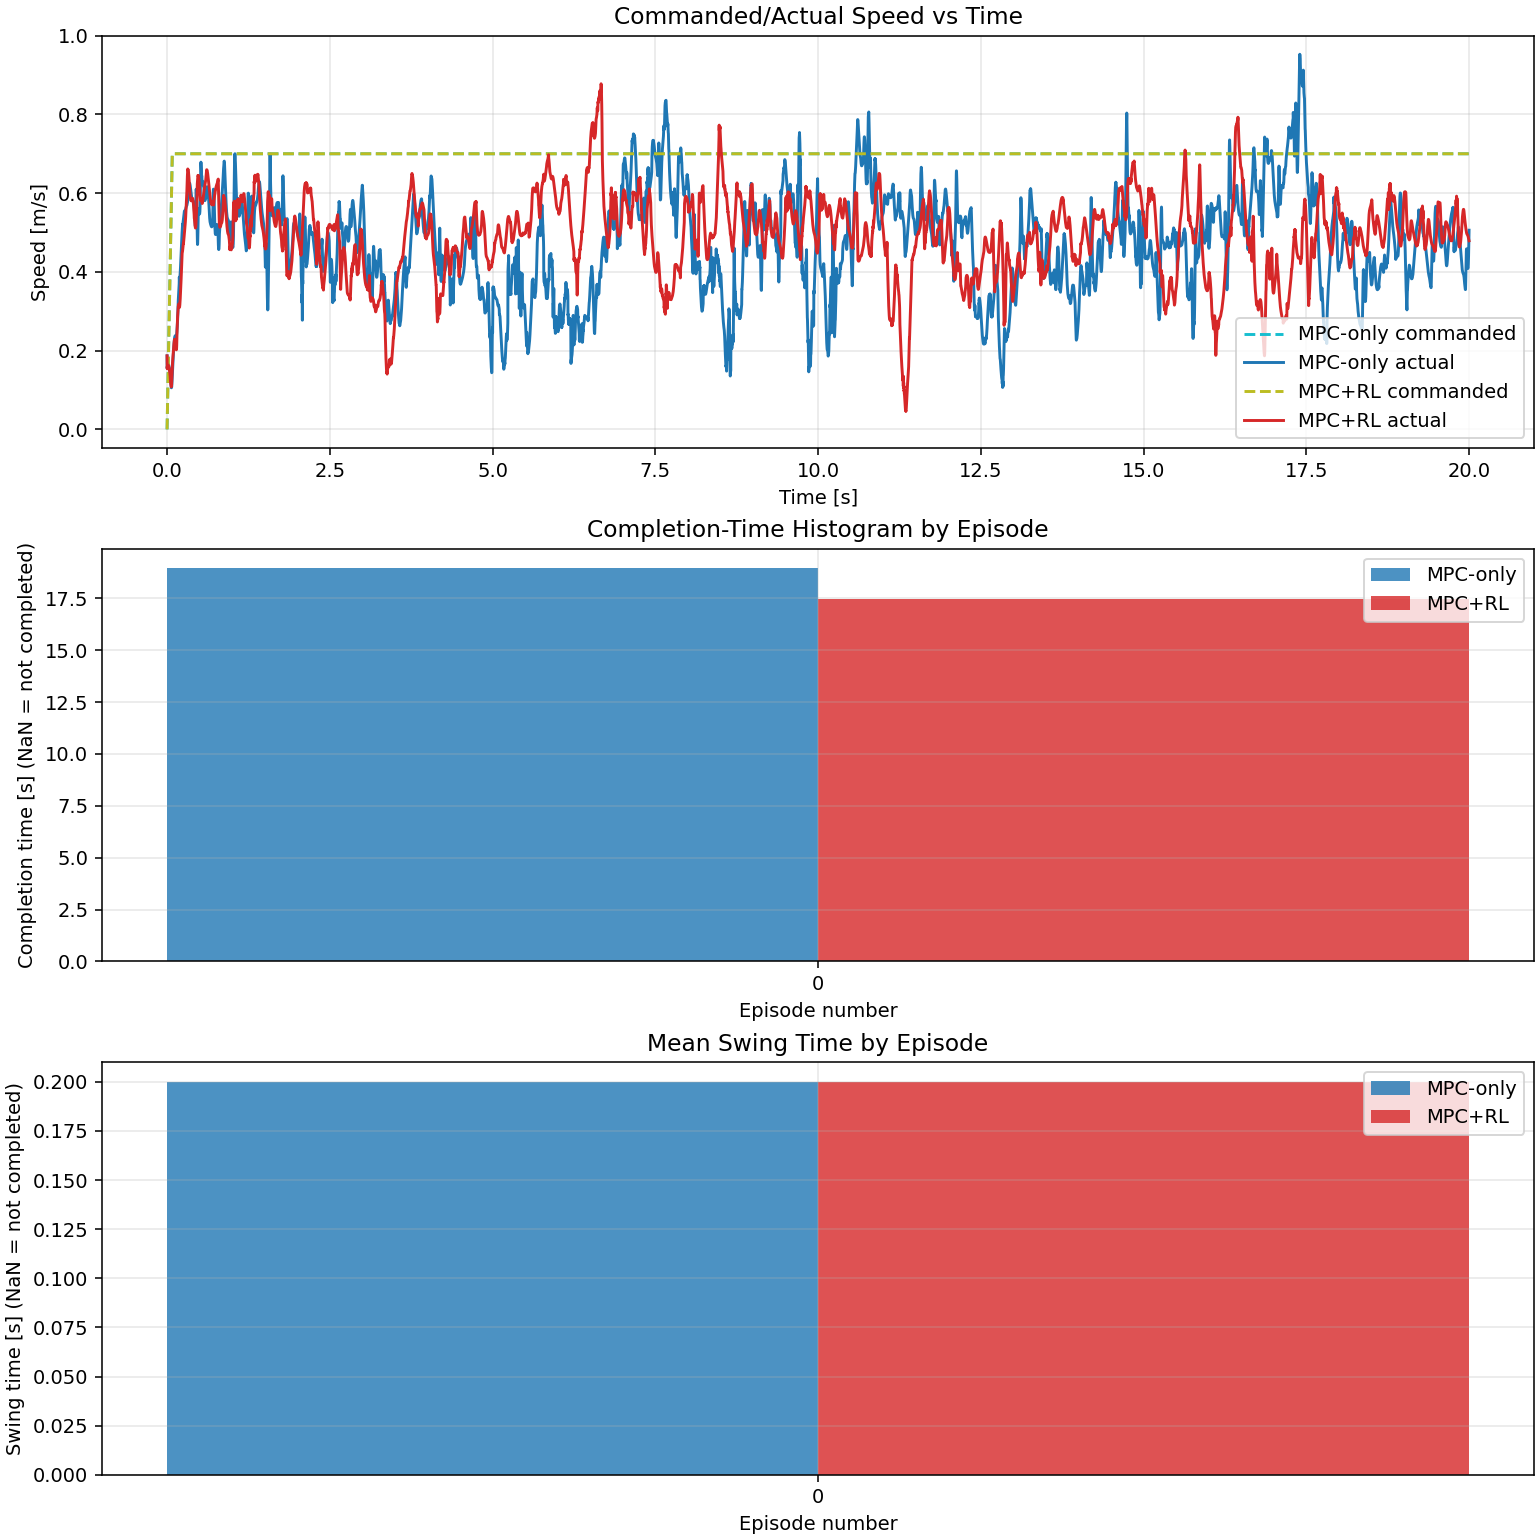 Commanded/Actual Speed vs Time
Speed [m/s]
1.0
0.8
0.6
0.4
0.2
0.0
MPC-only commanded
MPC-only actual
MPC+RL commanded
MPC+RL actual
0.0 2.5 5.0 7.5 10.0 12.5 15.0 17.5 20.0
Time [s]
Completion-Time Histogram by Episode
Completion time [s] (NaN = not completed)
17.5
15.0
12.5
10.0
7.5
5.0
2.5
0.0
MPC-only
MPC+RL
0
Episode number
Mean Swing Time by Episode
Swing time [s] (NaN = not completed)
0.200
0.175
0.150
0.125
0.100
0.075
0.050
0.025
0.000
MPC-only
MPC+RL
0
Episode number